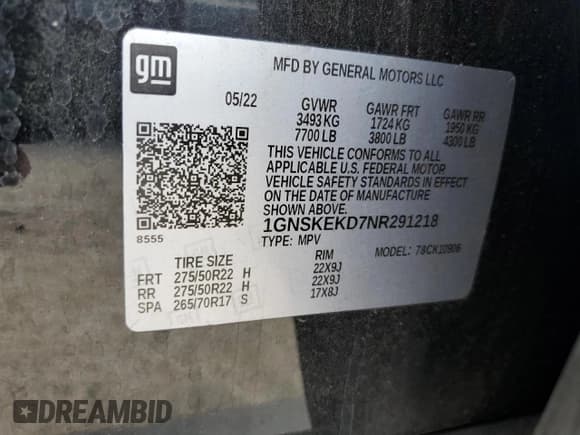 gm
MFD BY GENERAL MOTORS LLC
05/22 GVWR GAWR FRT GAWR RR
3493 KG 1724 KG 1950 KG
7700 LB 3800 LB 4300 LB
THIS VEHICLE CONFORMS TO ALL
APPLICABLE U.S. FEDERAL MOTOR
VEHICLE SAFETY STANDARDS IN EFFECT
ON THE DATE OF MANUFACTURE
SHOWN ABOVE.
8555
1GNSKEKD7NR291218
TYPE: MPV MODEL: 78CK10906
TIRE SIZE RIM
FRT 275/50R22 H 22X9J
RR 275/50R22 H 22X9J
SPA 265/70R17 S 17X8J
DREAMBID